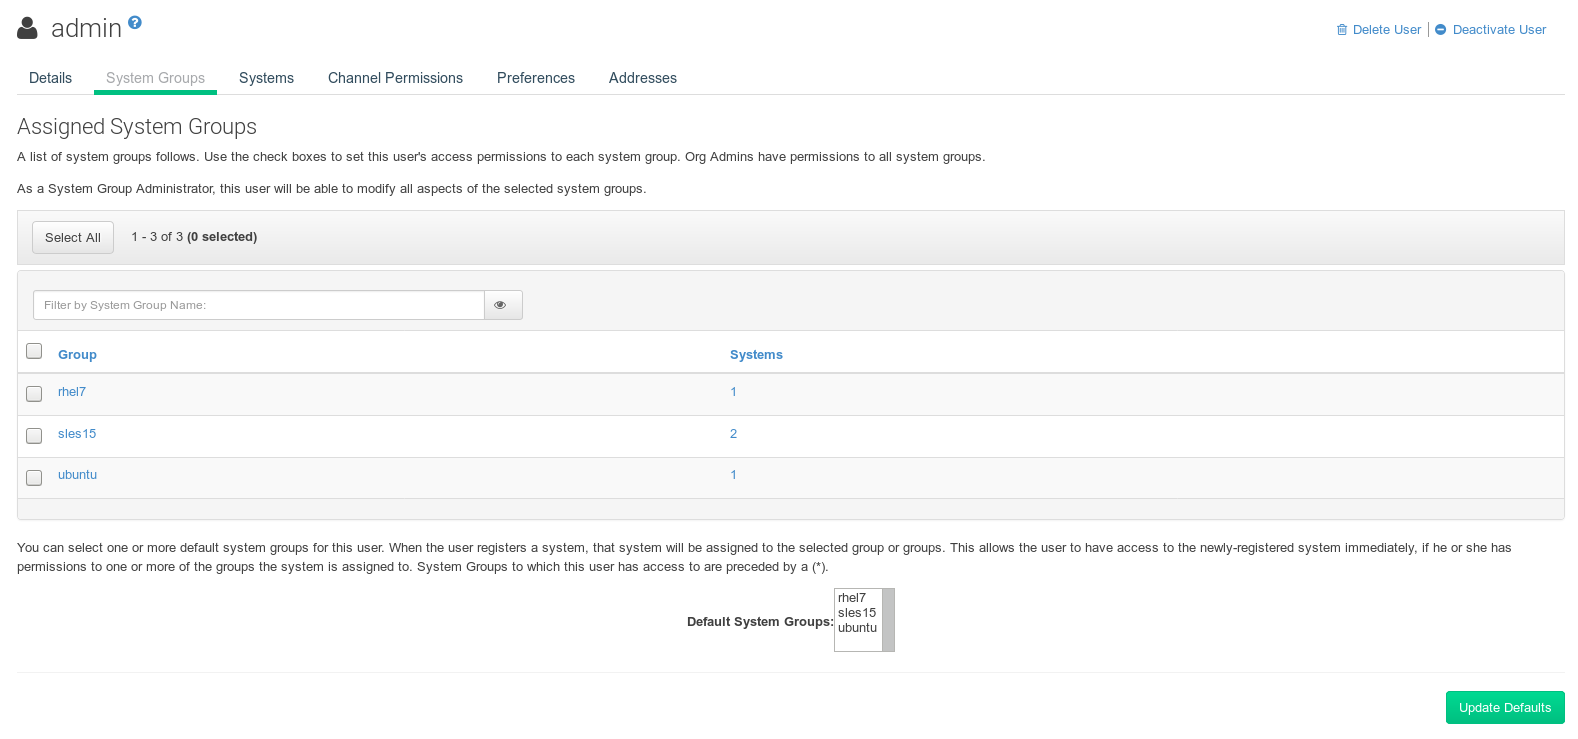 admin ?
Delete User | Deactivate User
Details System Groups Systems Channel Permissions Preferences Addresses
Assigned System Groups
A list of system groups follows. Use the check boxes to set this user's access permissions to each system group. Org Admins have permissions to all system groups.
As a System Group Administrator, this user will be able to modify all aspects of the selected system groups.
Select All 1 - 3 of 3 (0 selected)
Filter by System Group Name:
Group Systems
rhel7 1
sles15 2
ubuntu 1
You can select one or more default system groups for this user. When the user registers a system, that system will be assigned to the selected group or groups. This allows the user to have access to the newly-registered system immediately, if he or she has
permissions to one or more of the groups the system is assigned to. System Groups to which this user has access to are preceded by a (*).
Default System Groups:
rhel7
sles15
ubuntu
Update Defaults